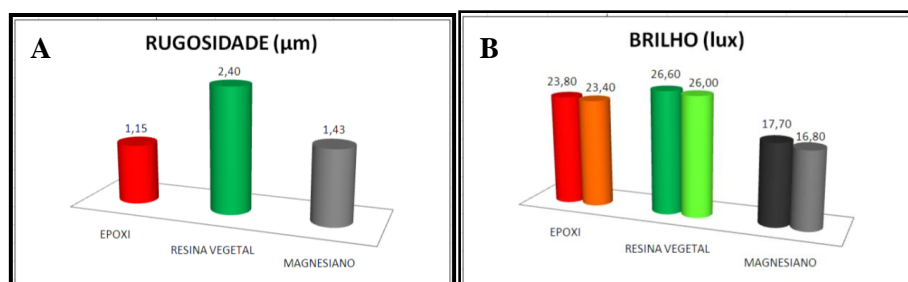 A
RUGOSIDADE (µm)
2,40
1,15
1,43
EPOXI
RESINA VEGETAL
MAGNESIANO
B
BRILHO (lux)
23,80
23,40
26,60
26,00
17,70
16,80
EPOXI
RESINA VEGETAL
MAGNESIANO